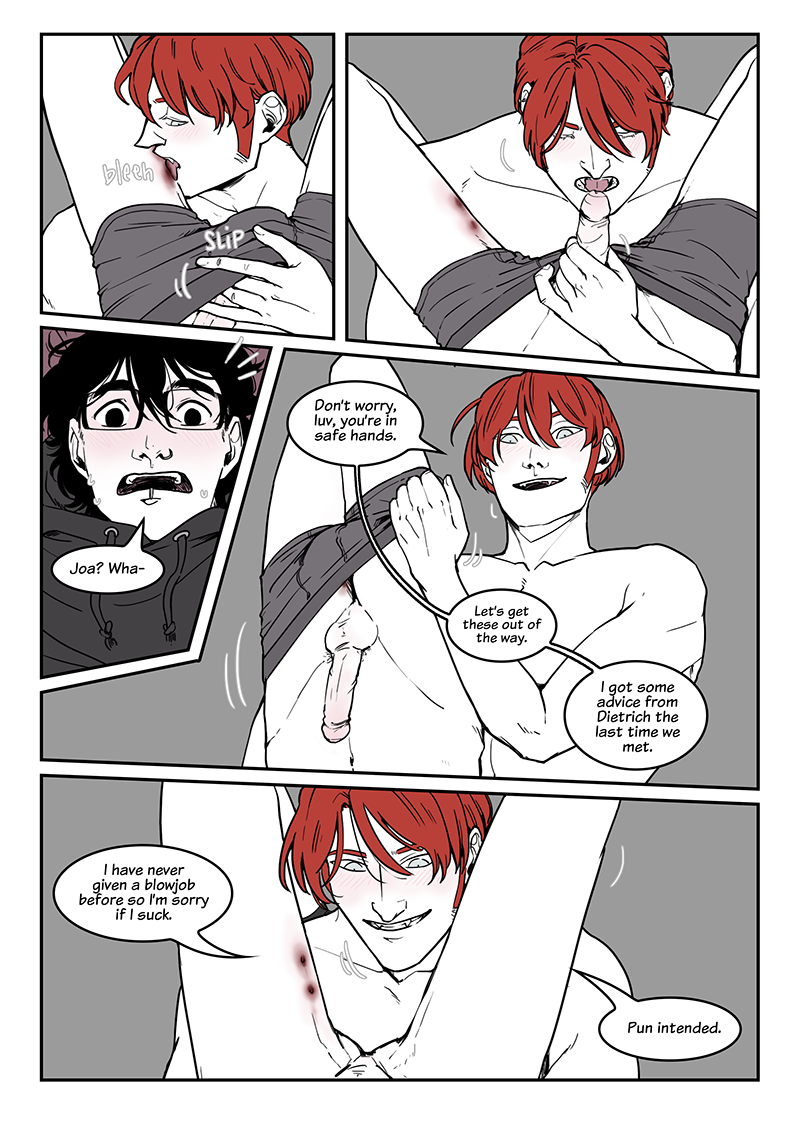 bleeh
SLIP
Joa? Wha-
Don't worry,
luv, you're in
safe hands.
Let's get
these out of
the way.
I got some
advice from
Dietrich the
last time we
met.
I have never
given a blowjob
before so I'm sorry
if I suck.
Pun intended.